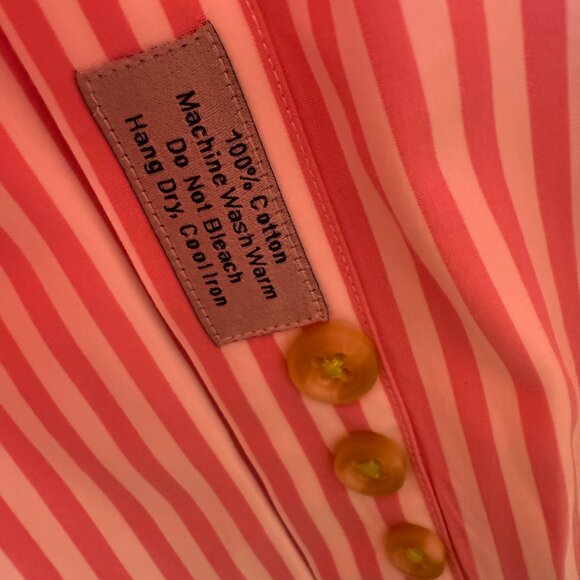 100% Cotton
Machine Wash Warm
Do Not Bleach
Hang Dry, Cool Iron